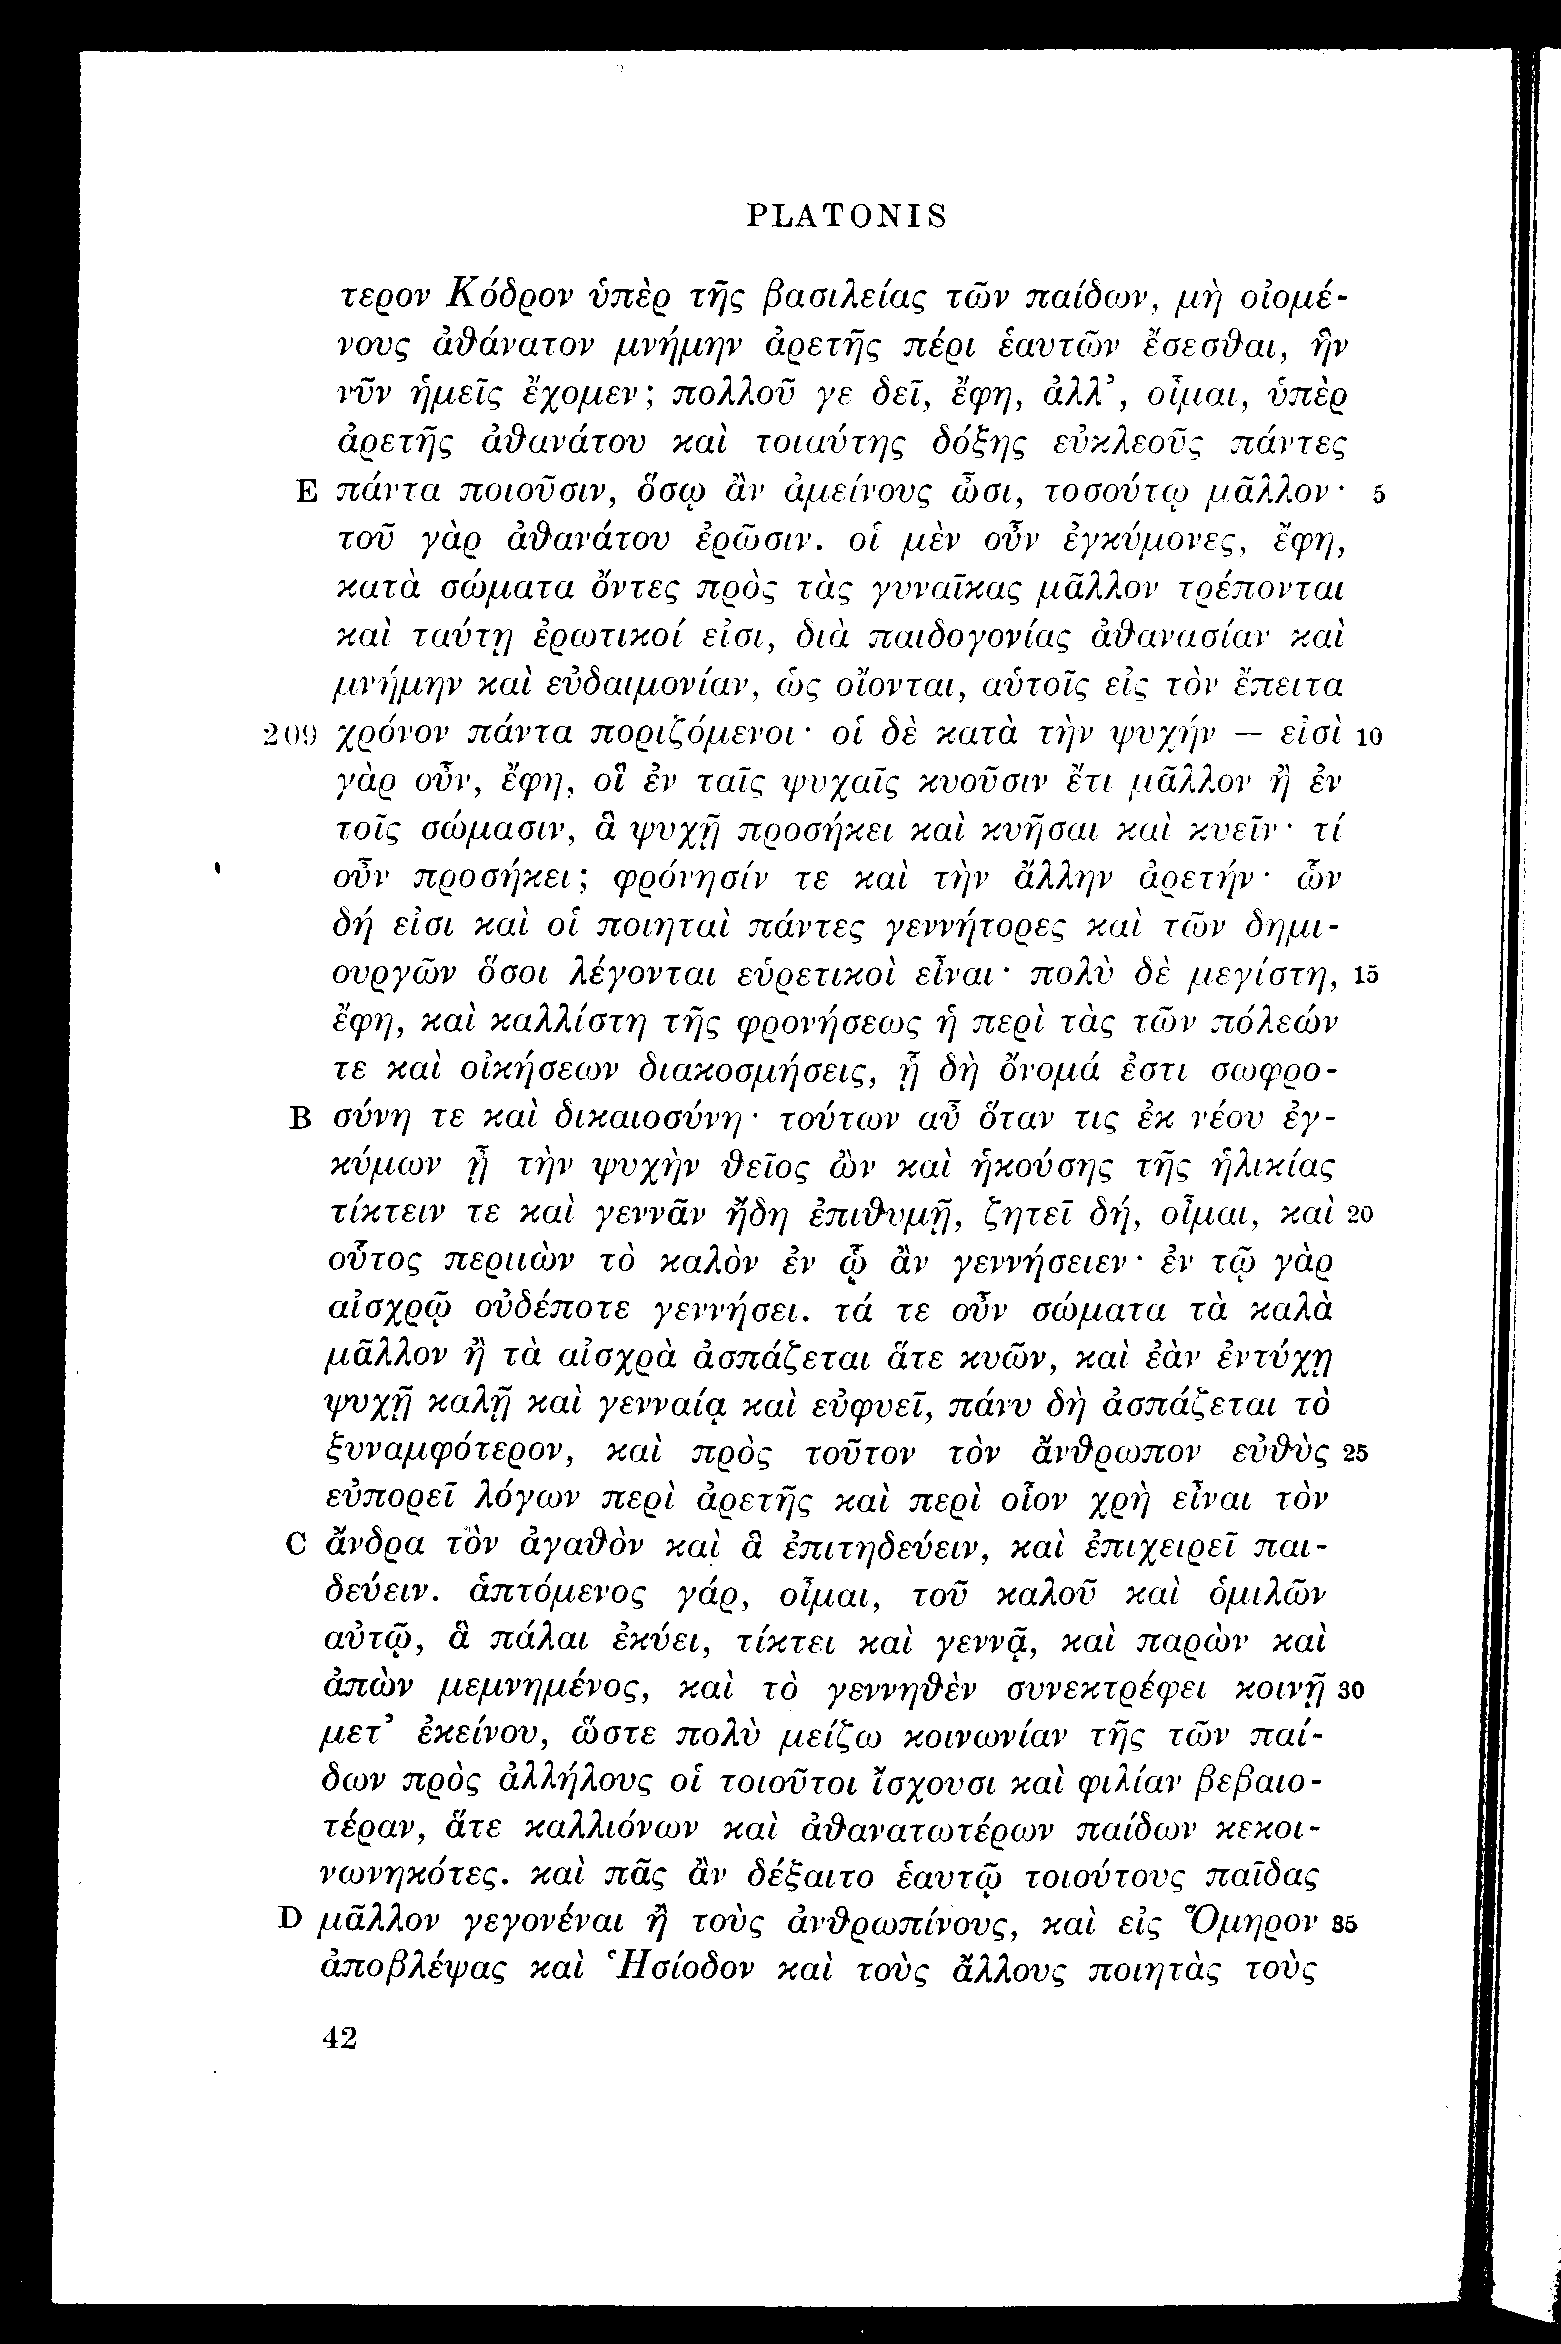 PLATONIS
τερον Κόδρον ὑπὲρ τῆς βασιλείας τῶν παίδων, μὴ οἰομέ-
νους ἀθάνατον μνήμην ἀρετῆς πέρι ἑαυτῶν ἔσεσθαι, ἣν
νῦν ἡμεῖς ἔχομεν; πολλοῦ γε δεῖ, ἔφη, ἀλλ’, οἶμαι, ὑπὲρ
ἀρετῆς ἀθανάτου καὶ τοιαύτης δόξης εὐκλεοῦς πάντες
E πάντα ποιοῦσιν, ὅσῳ ἂν ἀμείνους ὦσι, τοσούτῳ μᾶλλον· 5
τοῦ γὰρ ἀθανάτου ἐρῶσιν. οἱ μὲν οὖν ἐγκύμονες, ἔφη,
κατὰ σώματα ὄντες πρὸς τὰς γυναῖκας μᾶλλον τρέπονται
καὶ ταύτῃ ἐρωτικοί εἰσι, διὰ παιδογονίας ἀθανασίαν καὶ
μνήμην καὶ εὐδαιμονίαν, ὡς οἴονται, αὑτοῖς εἰς τὸν ἔπειτα
209 χρόνον πάντα ποριζόμενοι· οἱ δὲ κατὰ τὴν ψυχήν — εἰσὶ 10
γὰρ οὖν, ἔφη, οἳ ἐν ταῖς ψυχαῖς κυοῦσιν ἔτι μᾶλλον ἢ ἐν
τοῖς σώμασιν, ἃ ψυχῇ προσήκει καὶ κυῆσαι καὶ κυεῖν· τί
οὖν προσήκει; φρόνησίν τε καὶ τὴν ἄλλην ἀρετήν· ὧν
δή εἰσι καὶ οἱ ποιηταὶ πάντες γεννήτορες καὶ τῶν δημι-
ουργῶν ὅσοι λέγονται εὑρετικοὶ εἶναι· πολὺ δὲ μεγίστη, 15
ἔφη, καὶ καλλίστη τῆς φρονήσεως ἡ περὶ τὰς τῶν πόλεών
τε καὶ οἰκήσεων διακοσμήσεις, ᾗ δὴ ὄνομά ἐστι σωφρο-
B σύνη τε καὶ δικαιοσύνη· τούτων αὖ ὅταν τις ἐκ νέου ἐγ-
κύμων ᾖ τὴν ψυχὴν θεῖος ὢν καὶ ἡκούσης τῆς ἡλικίας
τίκτειν τε καὶ γεννᾶν ἤδη ἐπιθυμῇ, ζητεῖ δή, οἶμαι, καὶ 20
οὗτος περιιὼν τὸ καλὸν ἐν ᾧ ἂν γεννήσειεν· ἐν τῷ γὰρ
αἰσχρῷ οὐδέποτε γεννήσει. τά τε οὖν σώματα τὰ καλὰ
μᾶλλον ἢ τὰ αἰσχρὰ ἀσπάζεται ἅτε κυῶν, καὶ ἐὰν ἐντύχῃ
ψυχῇ καλῇ καὶ γενναίᾳ καὶ εὐφυεῖ, πάνυ δὴ ἀσπάζεται τὸ
ξυναμφότερον, καὶ πρὸς τοῦτον τὸν ἄνθρωπον εὐθὺς 25
εὐπορεῖ λόγων περὶ ἀρετῆς καὶ περὶ οἷον χρὴ εἶναι τὸν
C ἄνδρα τὸν ἀγαθὸν καὶ ἃ ἐπιτηδεύειν, καὶ ἐπιχειρεῖ παι-
δεύειν. ἁπτόμενος γάρ, οἶμαι, τοῦ καλοῦ καὶ ὁμιλῶν
αὐτῷ, ἃ πάλαι ἐκύει, τίκτει καὶ γεννᾷ, καὶ παρὼν καὶ
ἀπὼν μεμνημένος, καὶ τὸ γεννηθὲν συνεκτρέφει κοινῇ 30
μετ’ ἐκείνου, ὥστε πολὺ μείζω κοινωνίαν τῆς τῶν παί-
δων πρὸς ἀλλήλους οἱ τοιοῦτοι ἴσχουσι καὶ φιλίαν βεβαιο-
τέραν, ἅτε καλλιόνων καὶ ἀθανατωτέρων παίδων κεκοι-
νωνηκότες. καὶ πᾶς ἂν δέξαιτο ἑαυτῷ τοιούτους παῖδας
D μᾶλλον γεγονέναι ἢ τοὺς ἀνθρωπίνους, καὶ εἰς Ὅμηρον 35
ἀποβλέψας καὶ Ἡσίοδον καὶ τοὺς ἄλλους ποιητὰς τοὺς
42